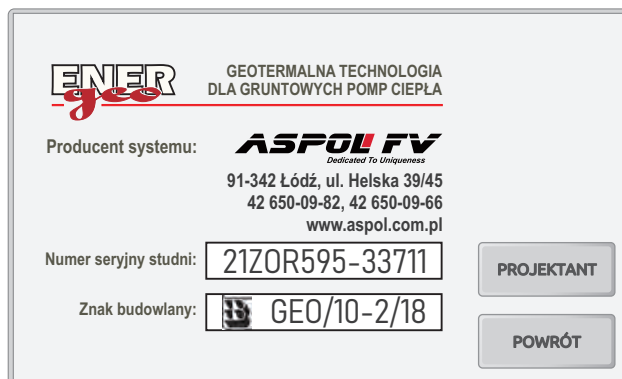 ENER
geo
GEOTERMALNA TECHNOLOGIA
DLA GRUNTOWYCH POMP CIEPŁA
Producent systemu:
ASPOL FV
Dedicated To Uniqueness
91-342 Łódź, ul. Helska 39/45
42 650-09-82, 42 650-09-66
www.aspol.com.pl
Numer seryjny studni: 21ZOR595-33711
PROJEKTANT
Znak budowlany: B GEO/10-2/18
POWRÓT